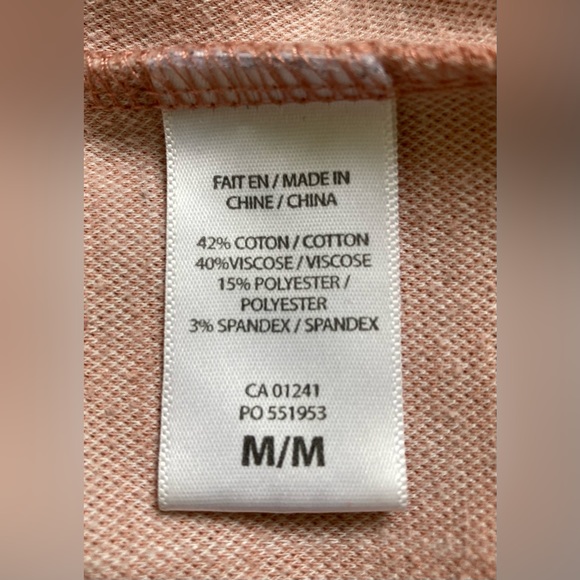 FAIT EN / MADE IN
CHINE / CHINA
42% COTON / COTTON
40%VISCOSE / VISCOSE
15% POLYESTER /
POLYESTER
3% SPANDEX / SPANDEX
CA 01241
PO 551953
M/M